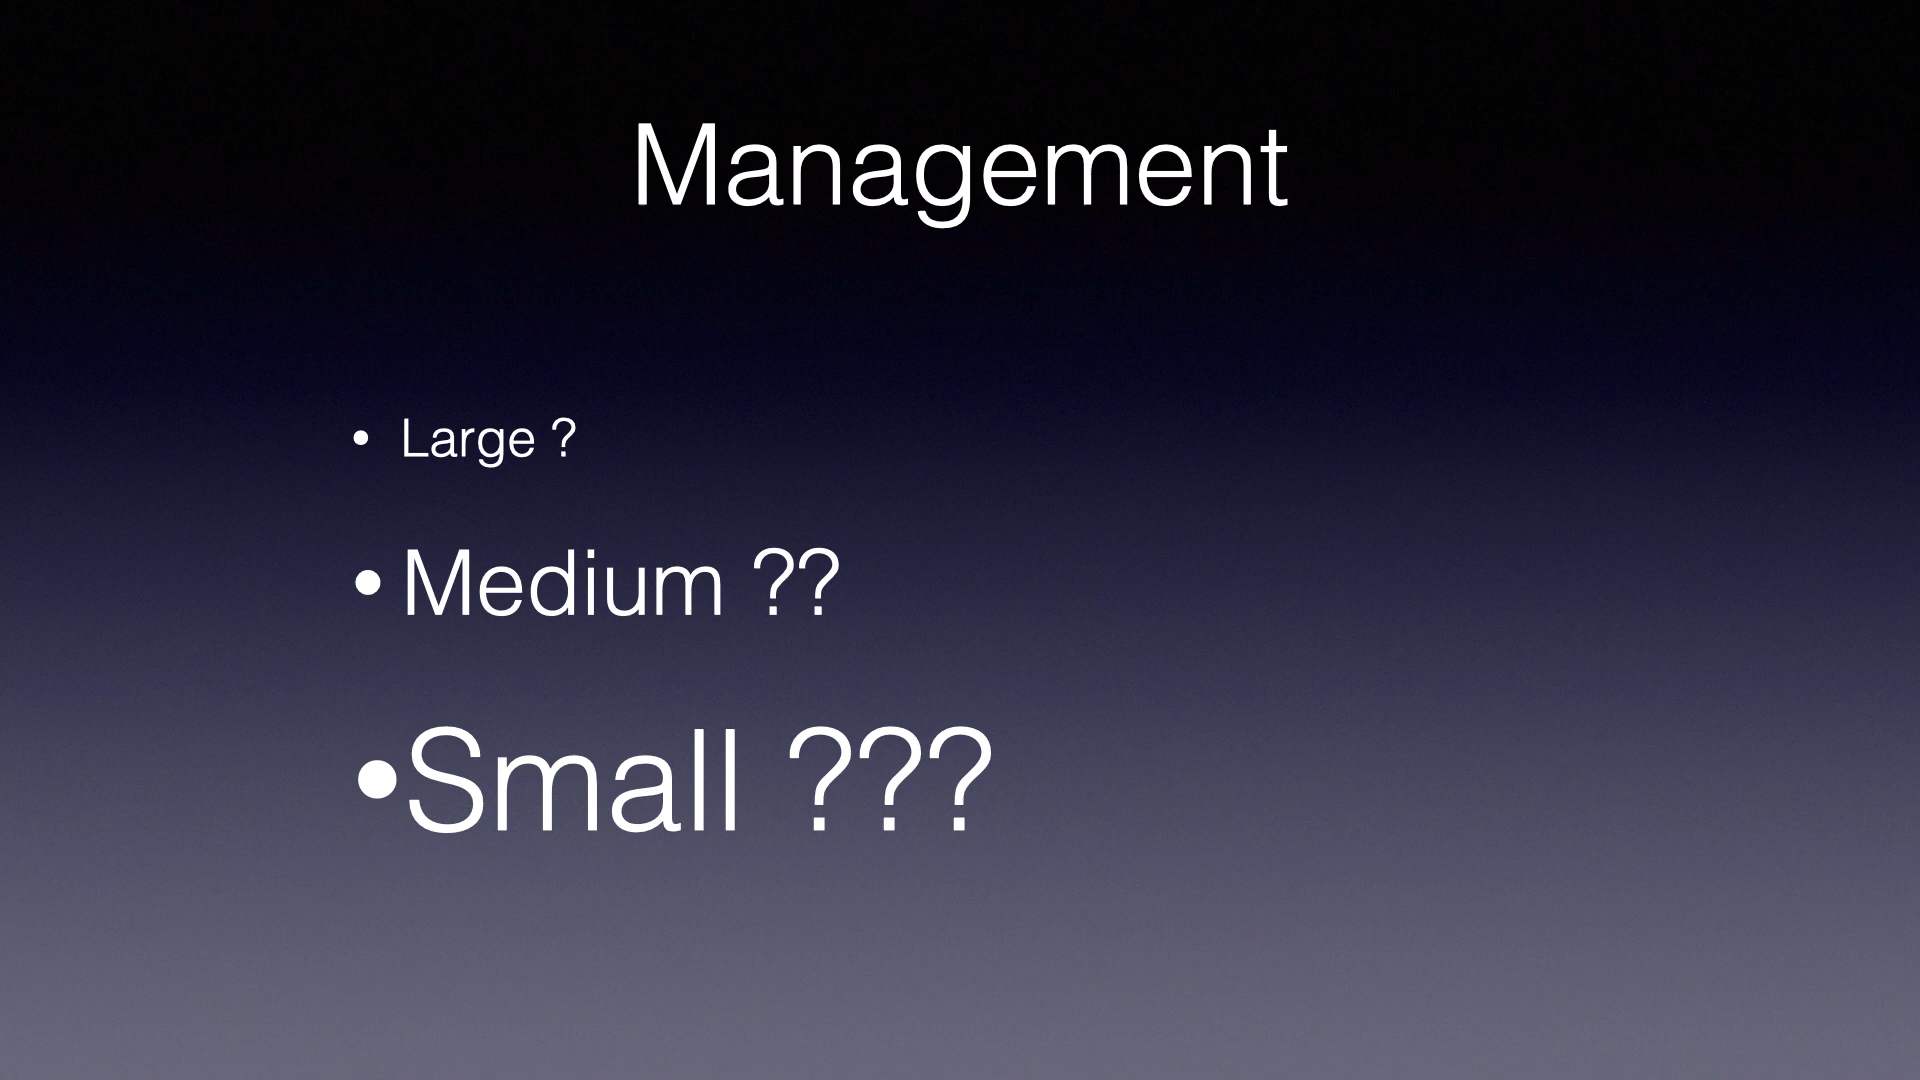 Management
• Large ?
• Medium ??
• Small ???